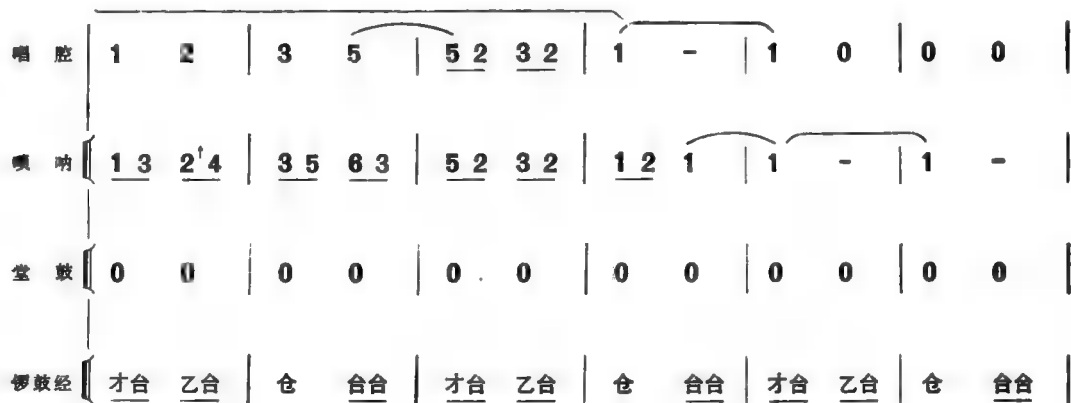 唱腔 1 2 | 3 5 | 5 2 3 2 | 1 - | 1 0 | 0 0 |
唢呐 1 3 2 ↑4 | 3 5 6 3 | 5 2 3 2 | 1 2 1 | 1 - | 1 - |
堂鼓 0 0 | 0 0 | 0 0 | 0 0 | 0 0 | 0 0 |
锣鼓经 才台 乙台 | 仓 台台 | 才台 乙台 | 仓 台台 | 才台 乙台 | 仓 台台